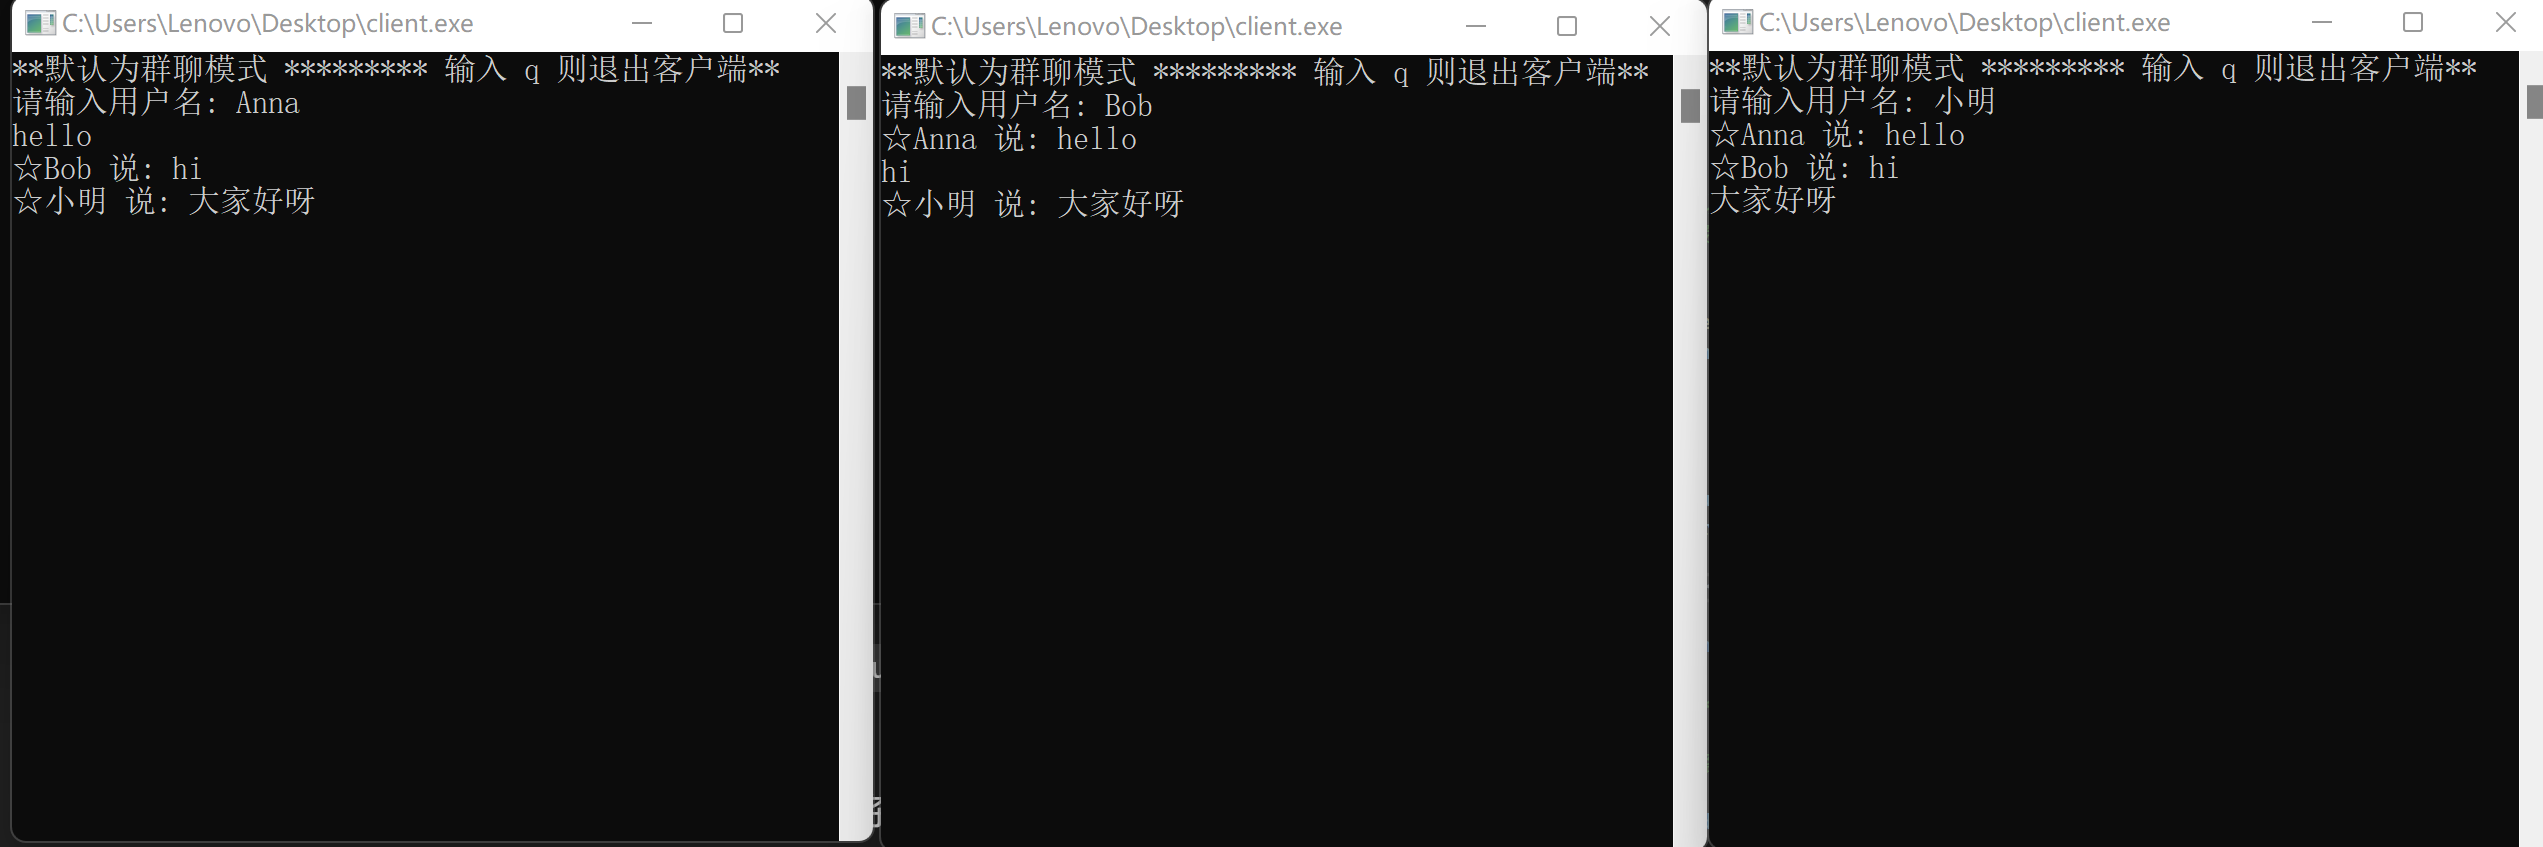 C:\Users\Lenovo\Desktop\client.exe
**默认为群聊模式 ********* 输入 q 则退出客户端**
请输入用户名: Anna
hello
☆Bob 说: hi
☆小明 说: 大家好呀
C:\Users\Lenovo\Desktop\client.exe
**默认为群聊模式 ********* 输入 q 则退出客户端**
请输入用户名: Bob
☆Anna 说: hello
hi
☆小明 说: 大家好呀
C:\Users\Lenovo\Desktop\client.exe
**默认为群聊模式 ********* 输入 q 则退出客户端**
请输入用户名: 小明
☆Anna 说: hello
☆Bob 说: hi
大家好呀